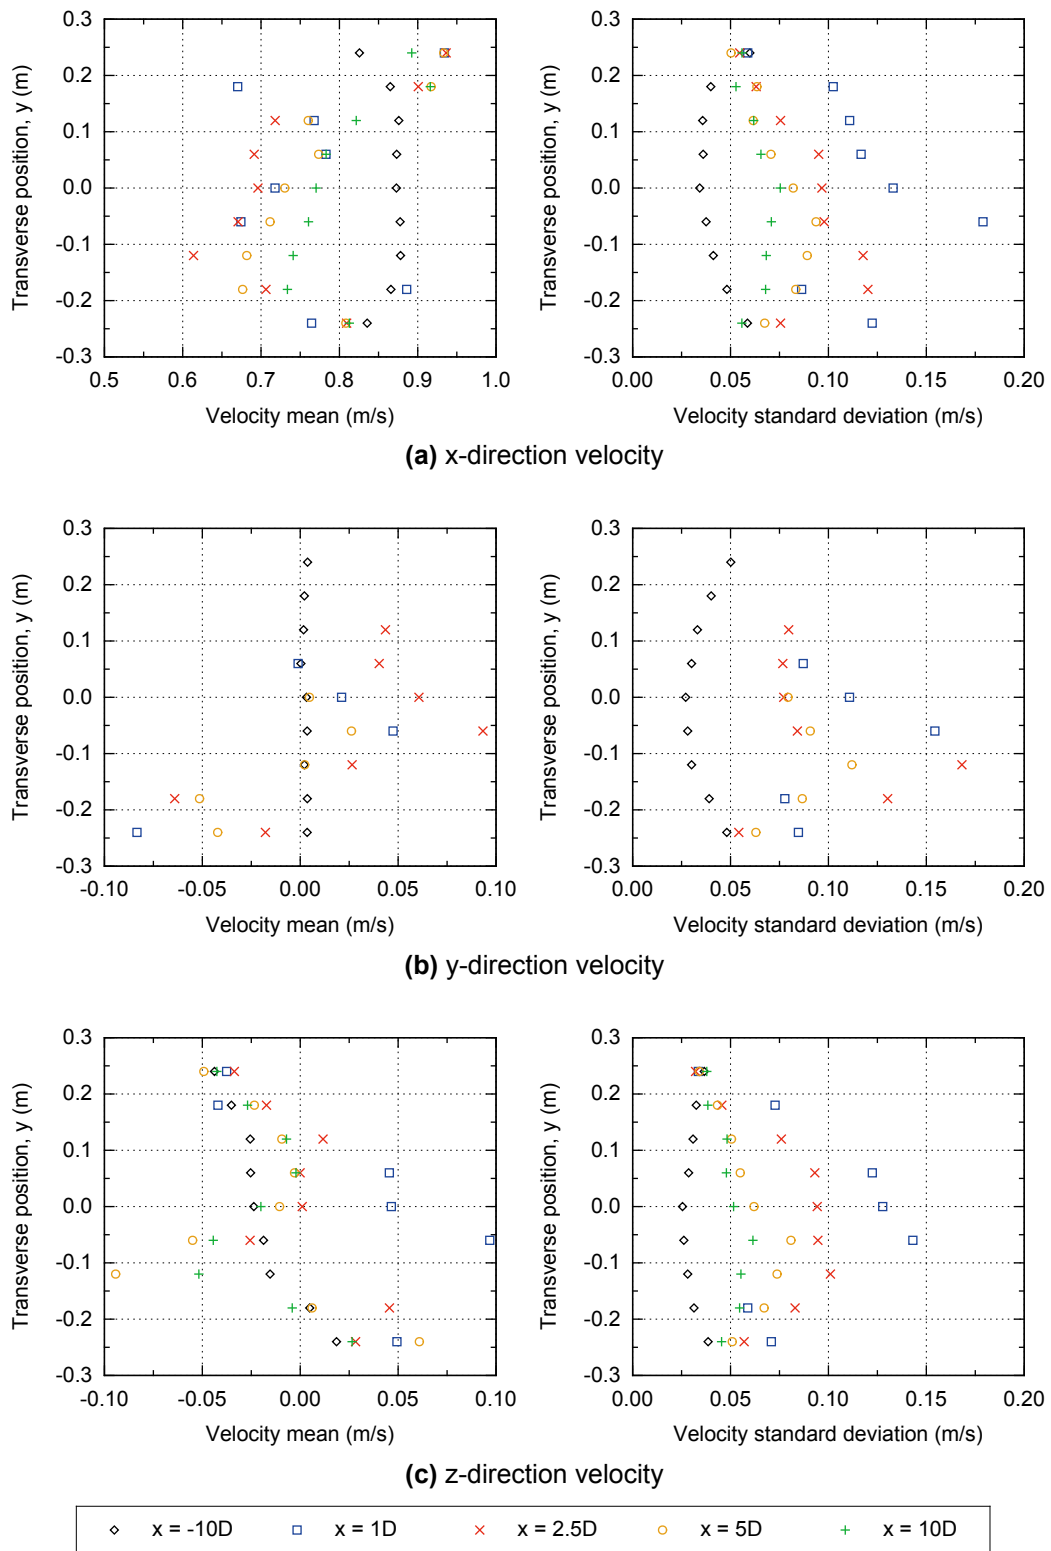 0.3
0.2
0.1
0.0
-0.1
-0.2
-0.3
Transverse position, y (m)
0.5 0.6 0.7 0.8 0.9 1.0
Velocity mean (m/s)
0.3
0.2
0.1
0.0
-0.1
-0.2
-0.3
Transverse position, y (m)
0.00 0.05 0.10 0.15 0.20
Velocity standard deviation (m/s)
(a) x-direction velocity
0.3
0.2
0.1
0.0
-0.1
-0.2
-0.3
Transverse position, y (m)
-0.10 -0.05 0.00 0.05 0.10
Velocity mean (m/s)
0.3
0.2
0.1
0.0
-0.1
-0.2
-0.3
Transverse position, y (m)
0.00 0.05 0.10 0.15 0.20
Velocity standard deviation (m/s)
(b) y-direction velocity
0.3
0.2
0.1
0.0
-0.1
-0.2
-0.3
Transverse position, y (m)
-0.10 -0.05 0.00 0.05 0.10
Velocity mean (m/s)
0.3
0.2
0.1
0.0
-0.1
-0.2
-0.3
Transverse position, y (m)
0.00 0.05 0.10 0.15 0.20
Velocity standard deviation (m/s)
(c) z-direction velocity
x = -10D x = 1D x = 2.5D x = 5D x = 10D